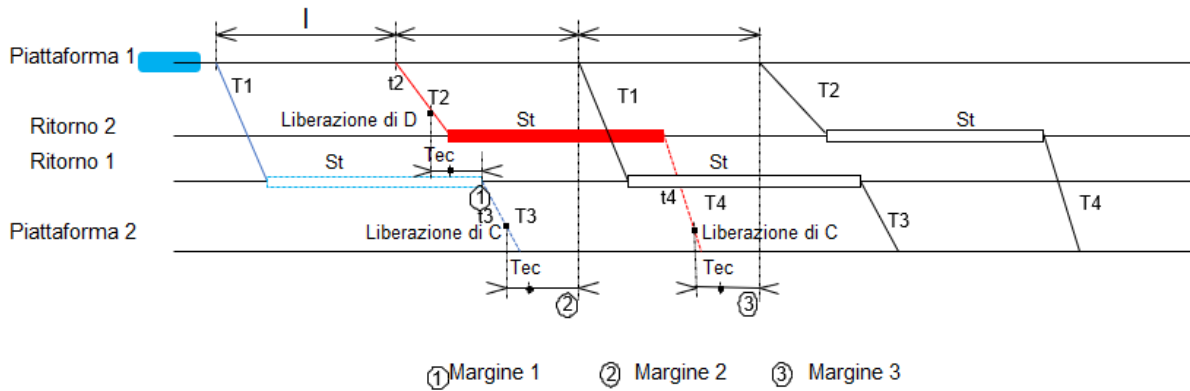 I
Piattaforma 1
T1
t2
T2
T1
T2
Liberazione di D
St
St
Ritorno 2
Ritorno 1
Tec
St
St
1
t3
T3
t4
T4
T3
T4
Liberazione di C
Liberazione di C
Piattaforma 2
Tec
Tec
2
3
1 Margine 1
2 Margine 2
3 Margine 3